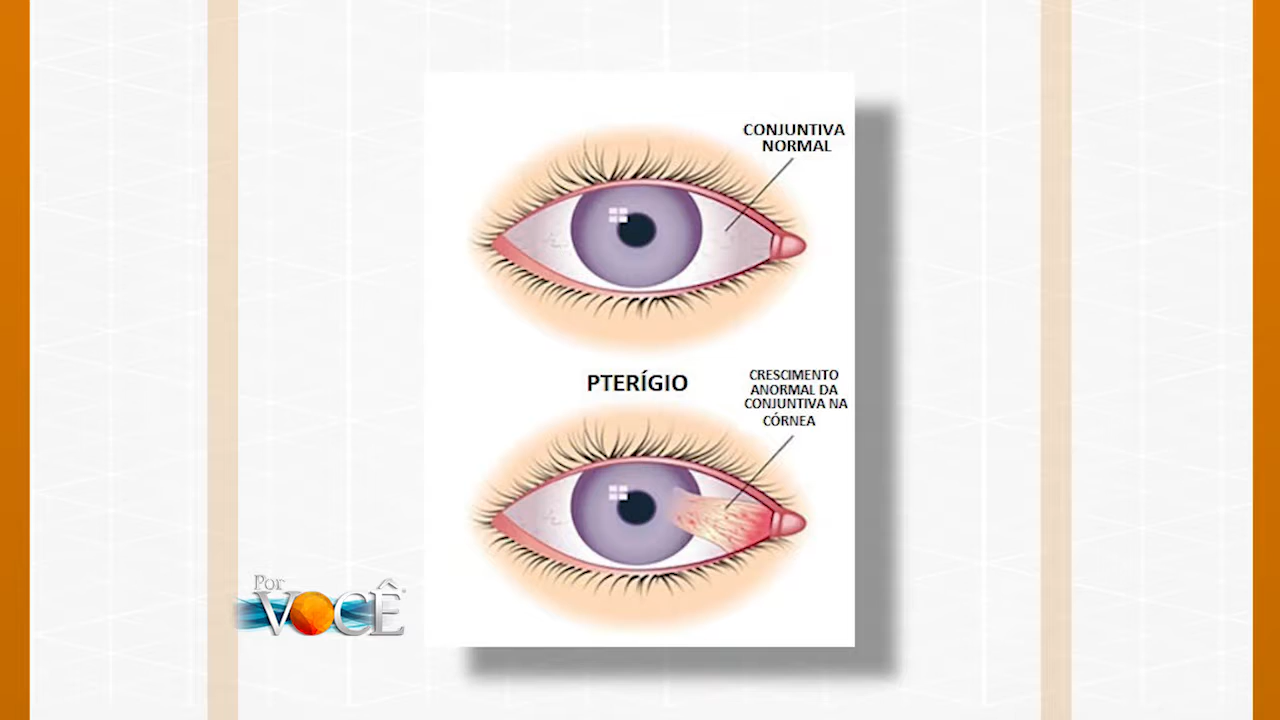 CONJUNTIVA
NORMAL
PTERÍGIO
CRESCIMENTO
ANORMAL DA
CONJUNTIVA NA
CÓRNEA
Por
VOCÊ